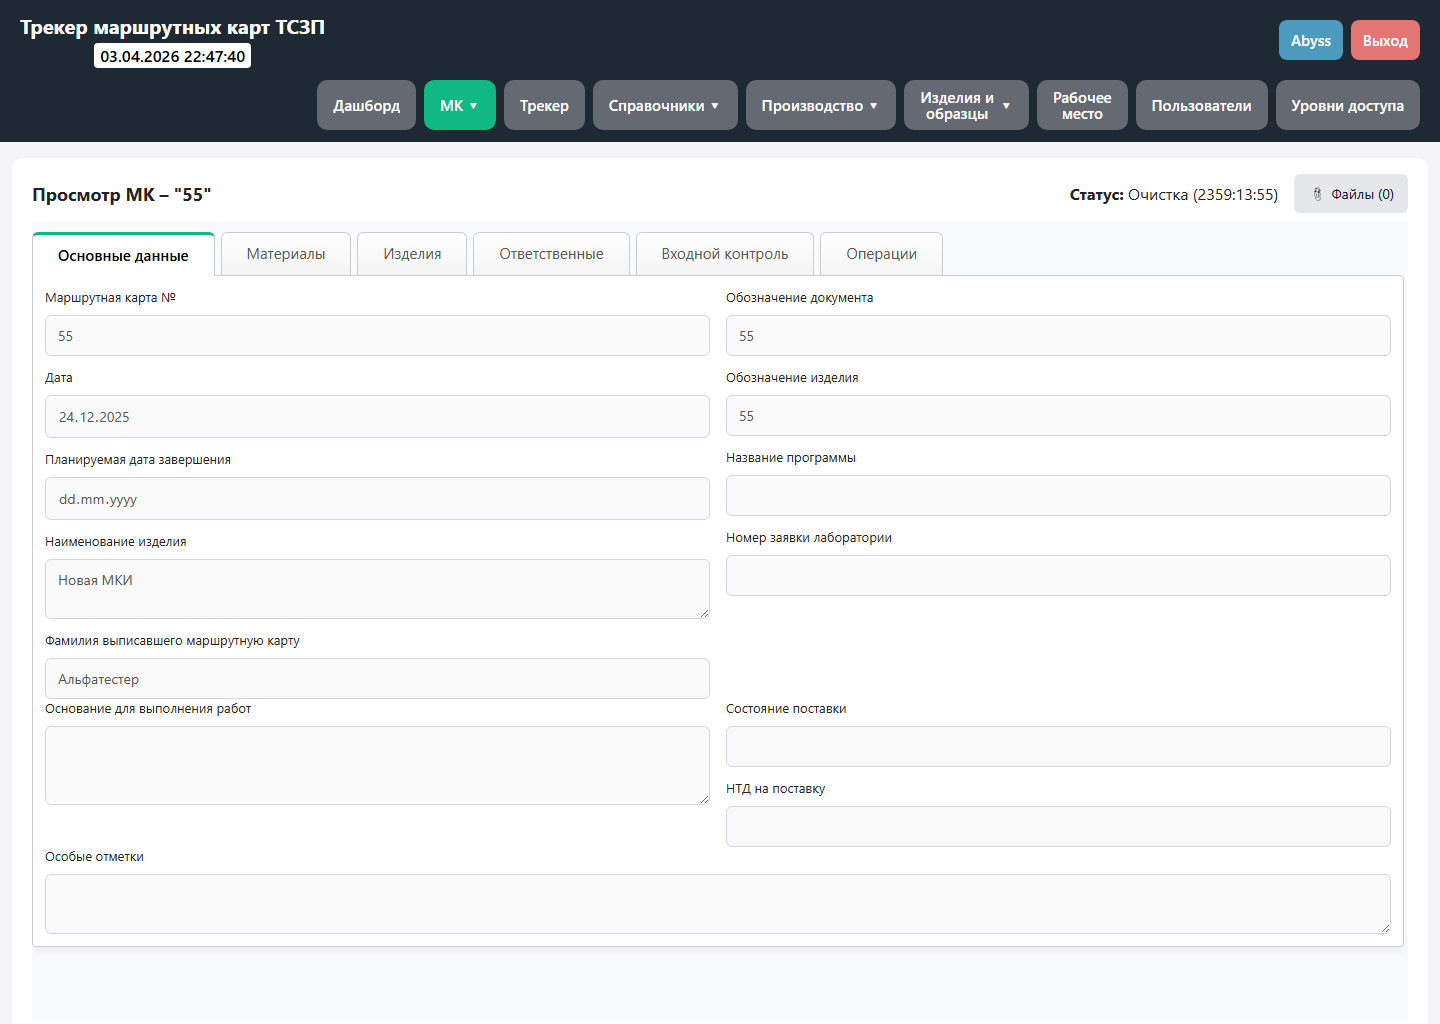 Трекер маршрутных карт ТСЗП
03.04.2026 22:47:40
Abyss
Выход
Дашборд
МК ▼
Трекер
Справочники ▼
Производство ▼
Изделия и
образцы ▼
Рабочее
место
Пользователи
Уровни доступа
Просмотр МК – "55"
Статус: Очистка (2359:13:55)
Файлы (0)
Основные данные
Материалы
Изделия
Ответственные
Входной контроль
Операции
Маршрутная карта №
55
Обозначение документа
55
Дата
24.12.2025
Обозначение изделия
55
Планируемая дата завершения
dd.mm.yyyy
Название программы
Наименование изделия
Новая МКИ
Номер заявки лаборатории
Фамилия выписавшего маршрутную карту
Альфатестер
Основание для выполнения работ
Состояние поставки
НТД на поставку
Особые отметки